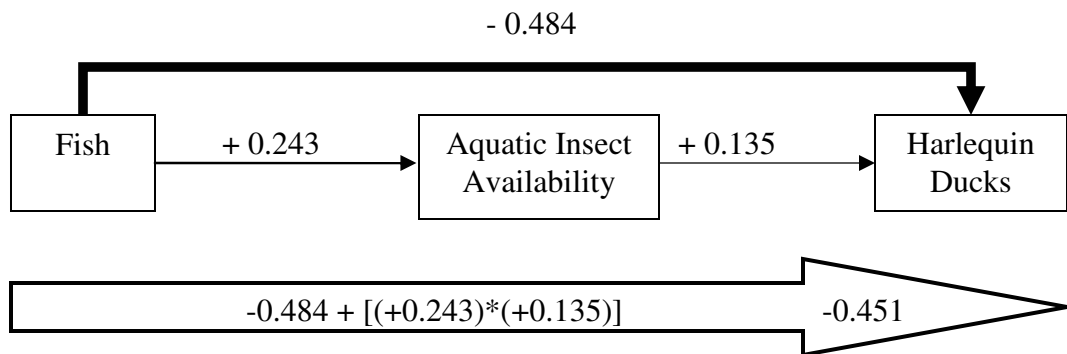 - 0.484
Fish
+ 0.243
Aquatic Insect
Availability
+ 0.135
Harlequin
Ducks
-0.484 + [(+0.243)*(+0.135)]
-0.451